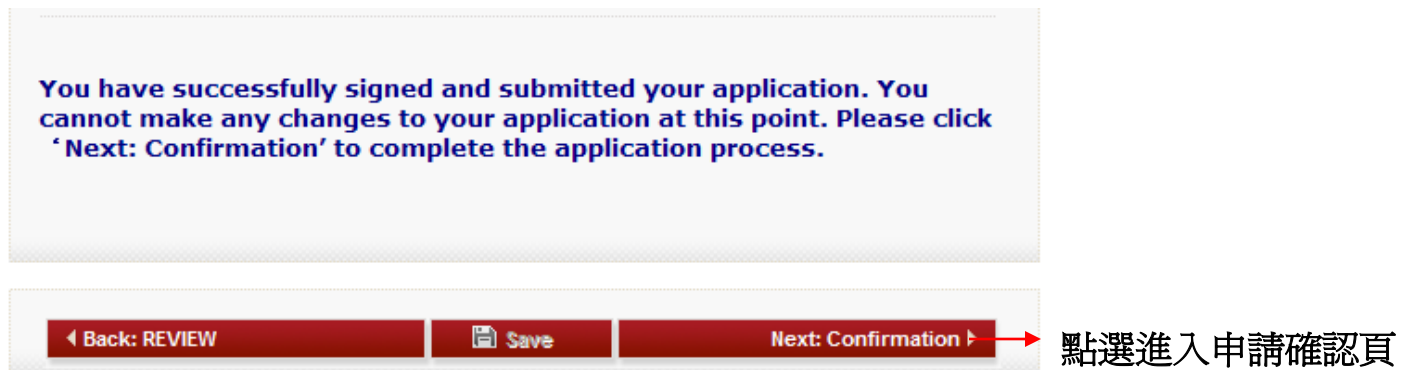 You have successfully signed and submitted your application. You
cannot make any changes to your application at this point. Please click
‘Next: Confirmation’ to complete the application process.
Back: REVIEW
Save
Next: Confirmation
點選進入申請確認頁